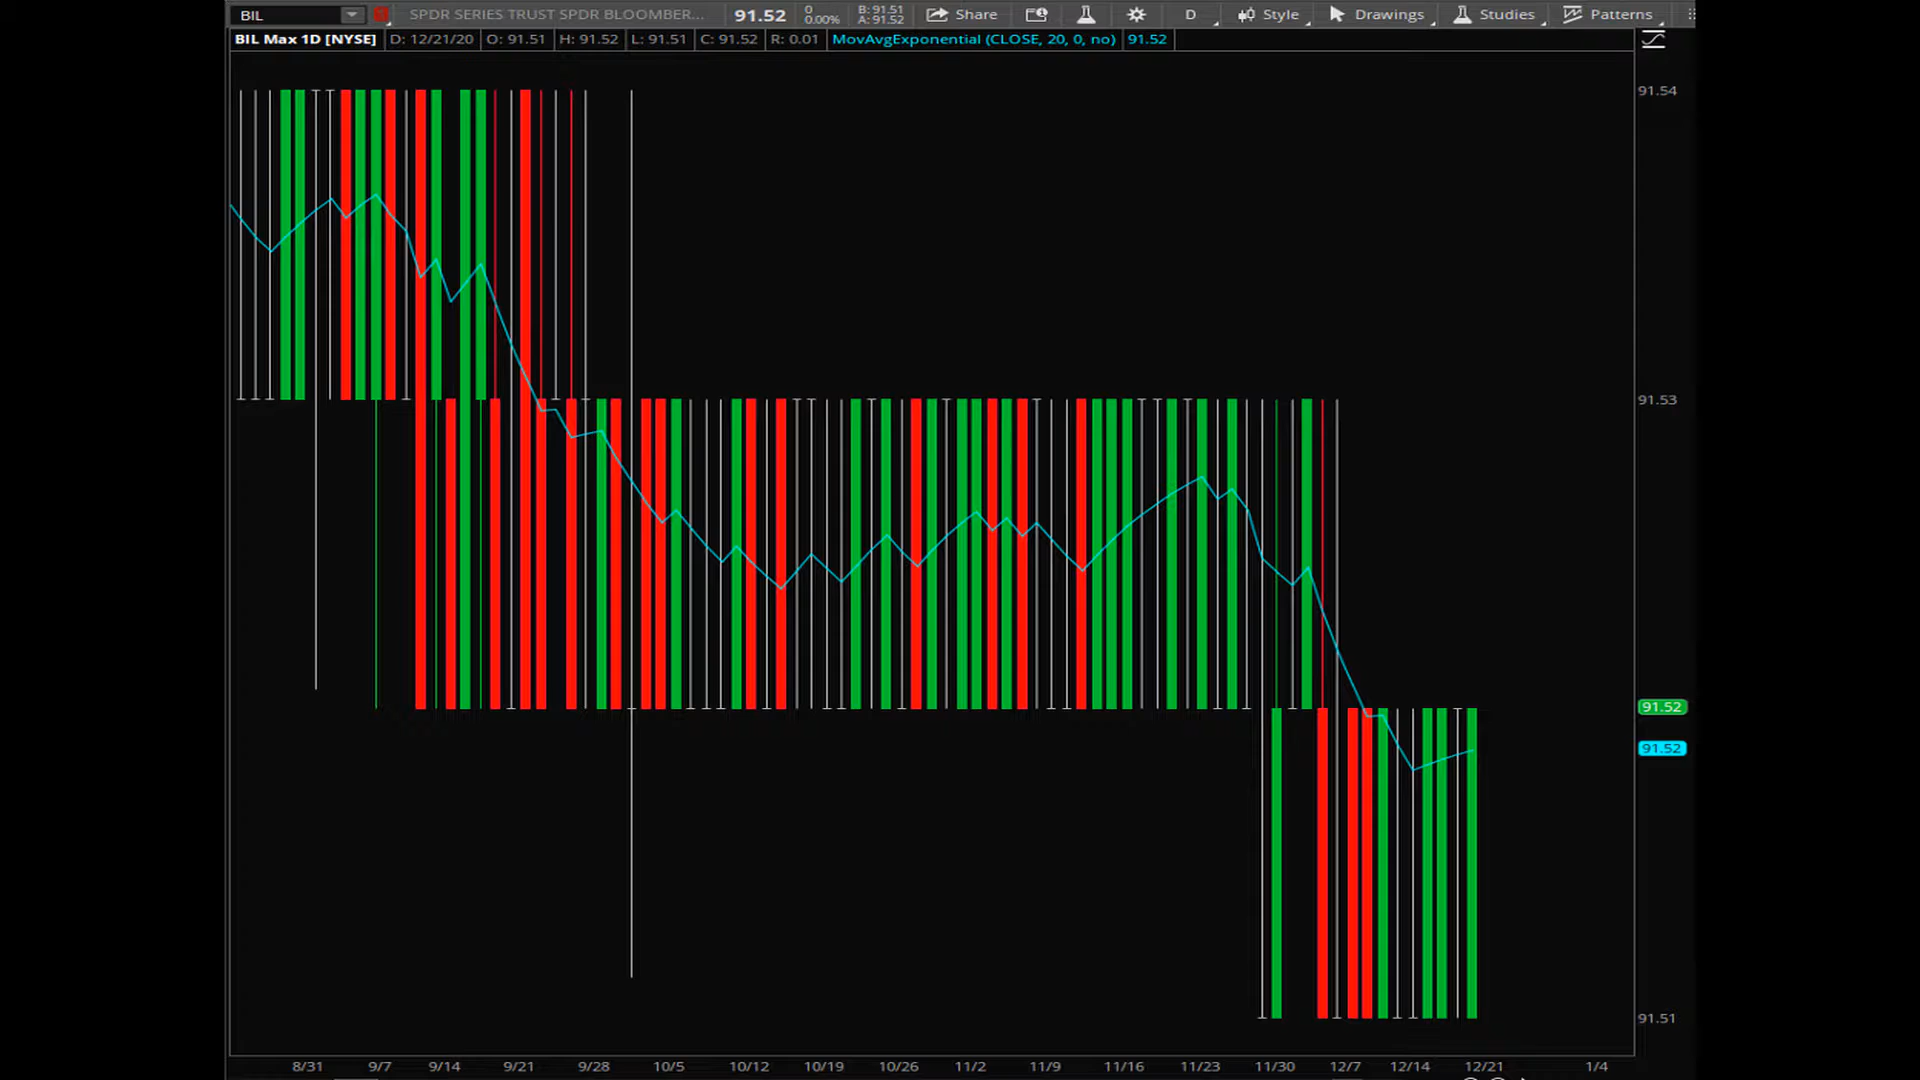 BIL SPDR SERIES TRUST SPDR BLOOMBER... 91.52 0 0.00% B: 91.51 A: 91.52 Share D Style Drawings Studies Patterns
BIL Max 1D [NYSE] D: 12/21/20 O: 91.51 H: 91.52 L: 91.51 C: 91.52 R: 0.01 MovAvgExponential (CLOSE, 20, 0, no) 91.52
91.54
91.53
91.52
91.52
91.51
8/31 9/7 9/14 9/21 9/28 10/5 10/12 10/19 10/26 11/2 11/9 11/16 11/23 11/30 12/7 12/14 12/21 1/4